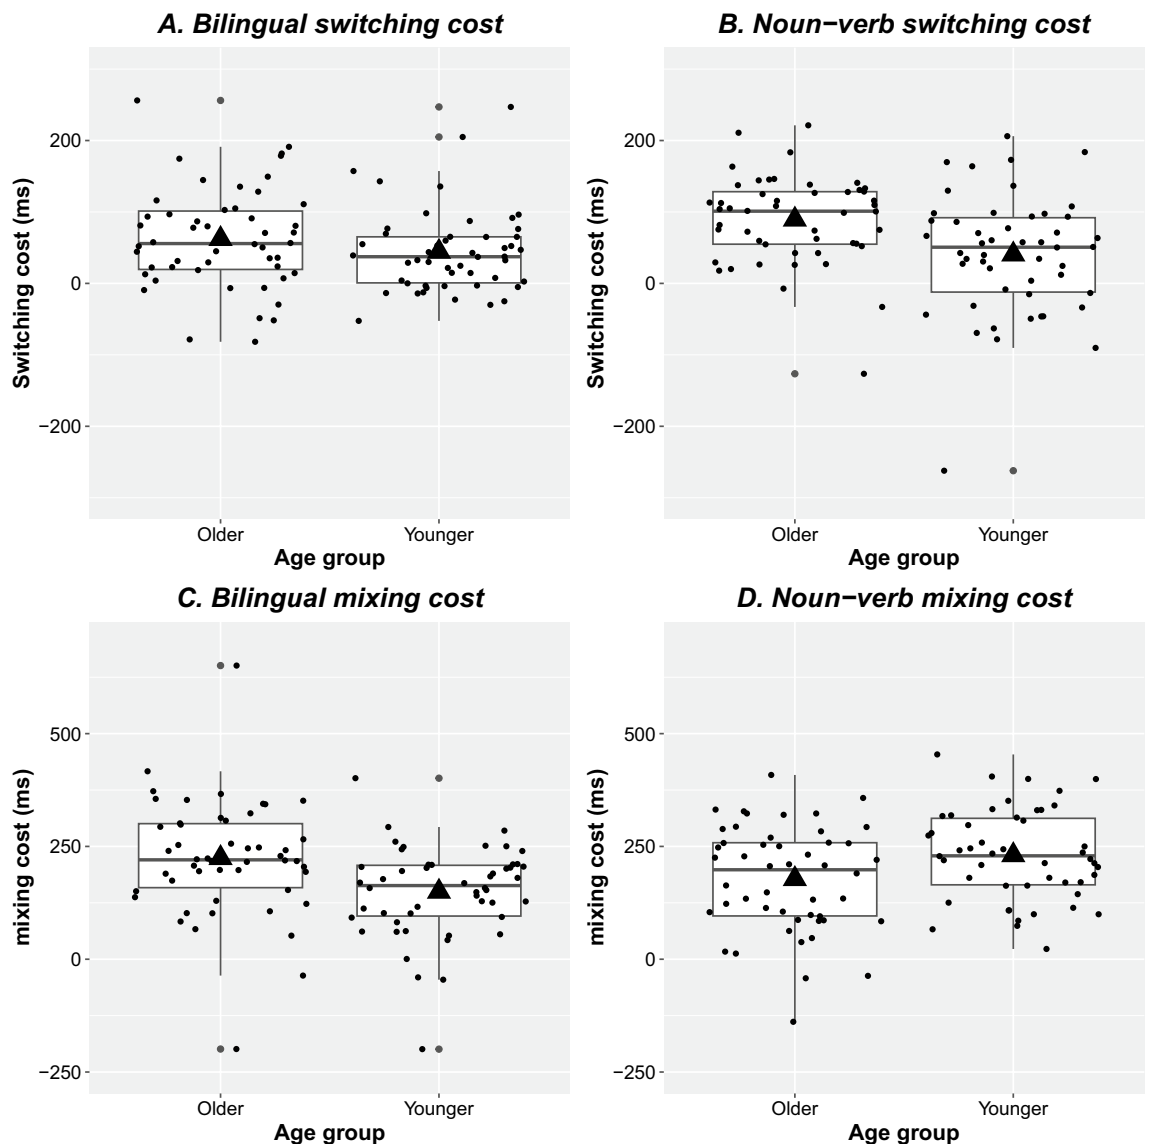 A. Bilingual switching cost
Switching cost (ms)
200
0
−200
Older
Younger
Age group
B. Noun−verb switching cost
Switching cost (ms)
200
0
−200
Older
Younger
Age group
C. Bilingual mixing cost
mixing cost (ms)
500
250
0
−250
Older
Younger
Age group
D. Noun−verb mixing cost
mixing cost (ms)
500
250
0
−250
Older
Younger
Age group